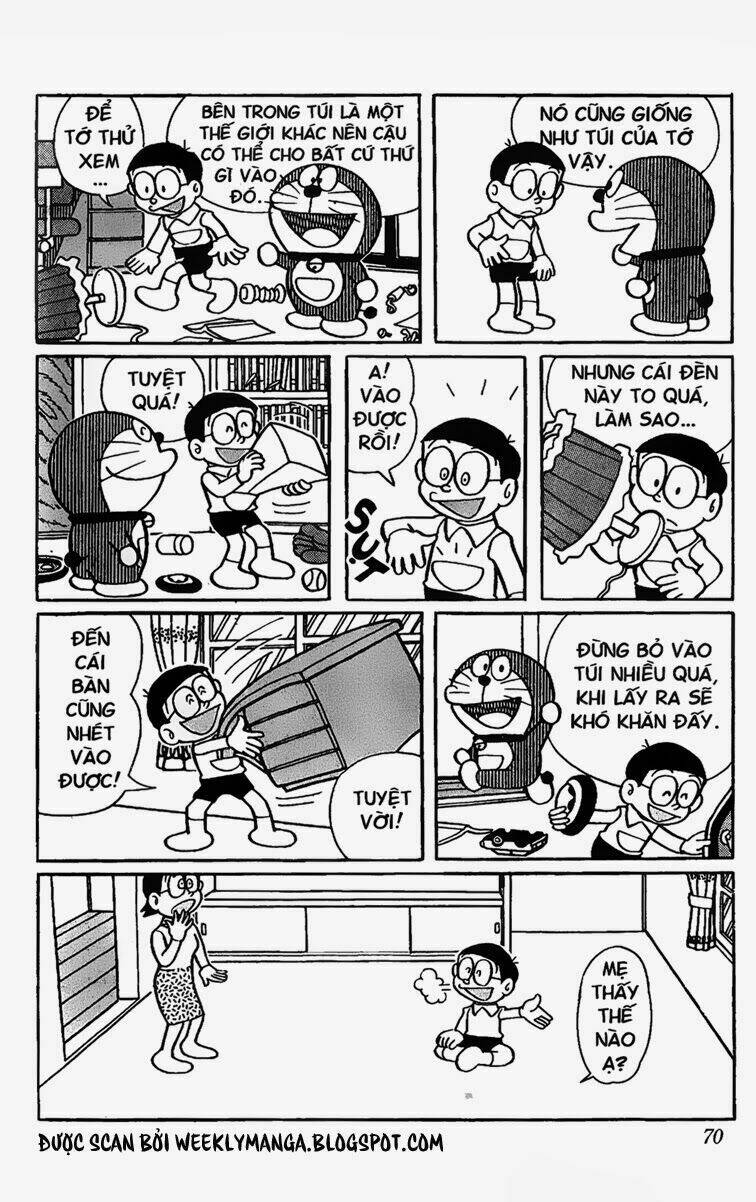 ĐỂ
TỚ THỬ
XEM
...
BÊN TRONG TÚI LÀ MỘT
THẾ GIỚI KHÁC NÊN CẬU
CÓ THỂ CHO BẤT CỨ THỨ
GÌ VÀO
ĐÓ...
NÓ CŨNG GIỐNG
NHƯ TÚI CỦA TỚ
VẬY.
TUYỆT
QUÁ!
A!
VÀO
ĐƯỢC
RỒI!
SỤT
NHƯNG CÁI ĐÈN
NÀY TO QUÁ,
LÀM SAO...
ĐẾN
CÁI
BÀN
CŨNG
NHÉT
VÀO
ĐƯỢC!
TUYỆT
VỜI!
ĐỪNG BỎ VÀO
TÚI NHIỀU QUÁ,
KHI LẤY RA SẼ
KHÓ KHĂN ĐẤY.
MẸ
THẤY
THẾ
NÀO
Ạ?
ĐƯỢC SCAN BỞI WEEKLYMANGA.BLOGSPOT.COM
70